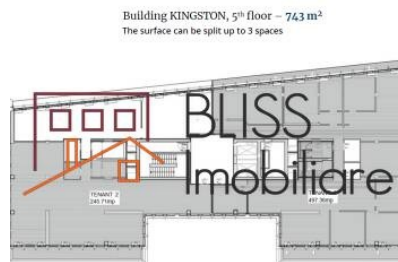 Building KINGSTON, 5th floor – 743 m²
The surface can be split up to 3 spaces
BLISS
Imobiliare
TENANT 2
245.71mp
497.36mp